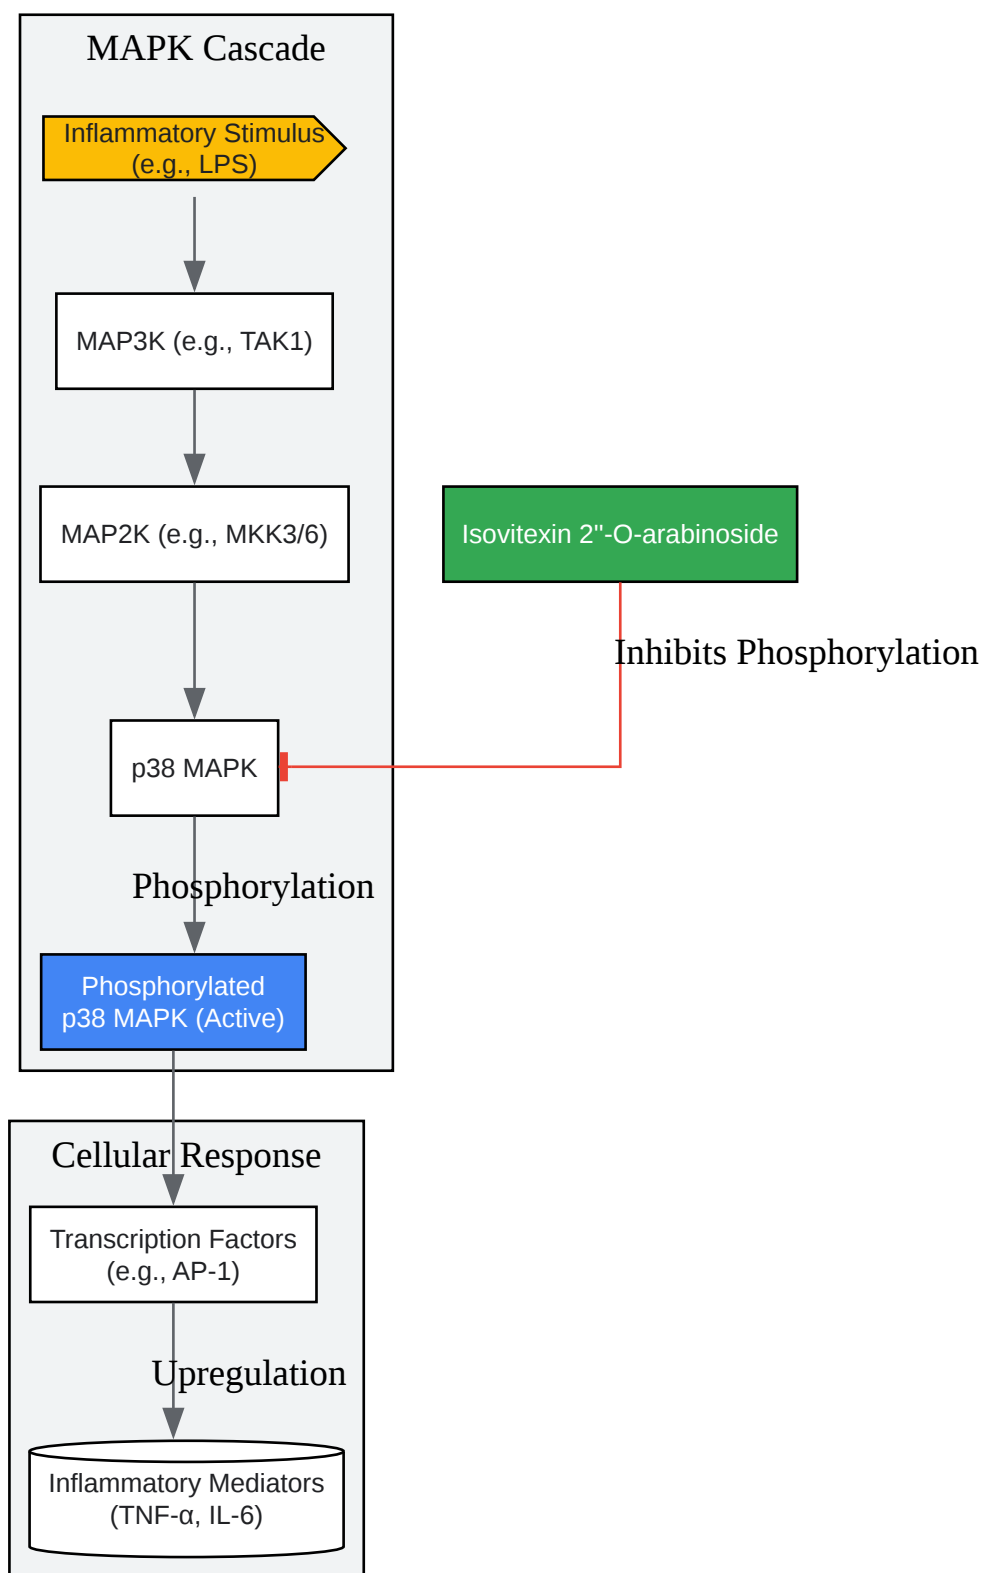 MAPK Cascade
Inflammatory Stimulus
(e.g., LPS)
MAP3K (e.g., TAK1)
MAP2K (e.g., MKK3/6)
Isovitexin 2"-O-arabinoside
Inhibits Phosphorylation
p38 MAPK
Phosphorylation
Phosphorylated
p38 MAPK (Active)
Cellular Response
Transcription Factors
(e.g., AP-1)
Upregulation
Inflammatory Mediators
(TNF-α, IL-6)